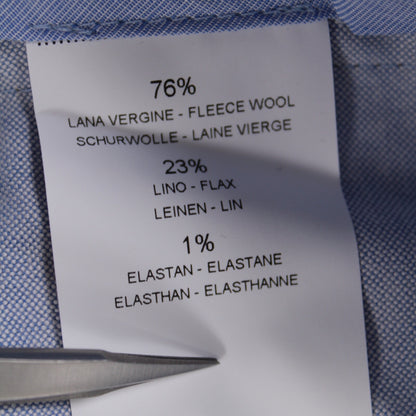 76%
LANA VERGINE - FLEECE WOOL
SCHURWOLLE - LAINE VIERGE
23%
LINO - FLAX
LEINEN - LIN
1%
ELASTAN - ELASTANE
ELASTHAN - ELASTHANNE